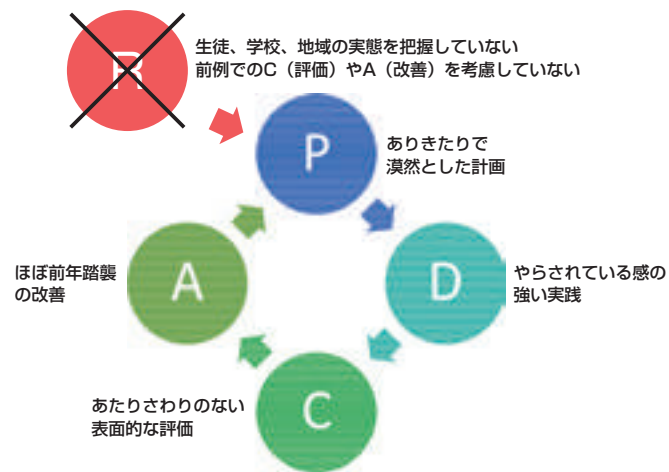 R
生徒、学校、地域の実態を把握していない
前例でのC（評価）やA（改善）を考慮していない
P
ありきたりで
漠然とした計画
D
やらされている感の
強い実践
C
あたりさわりのない
表面的な評価
A
ほぼ前年踏襲
の改善